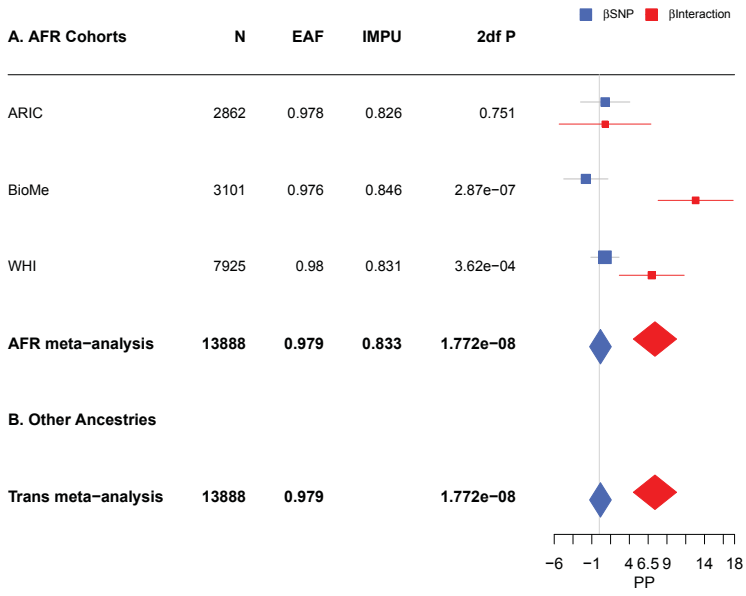 βSNP βInteraction
A. AFR Cohorts N EAF IMPU 2df P
ARIC 2862 0.978 0.826 0.751
BioMe 3101 0.976 0.846 2.87e−07
WHI 7925 0.98 0.831 3.62e−04
AFR meta−analysis 13888 0.979 0.833 1.772e−08
B. Other Ancestries
Trans meta−analysis 13888 0.979 1.772e−08
−6 −1 4 6.5 9 14 18
PP